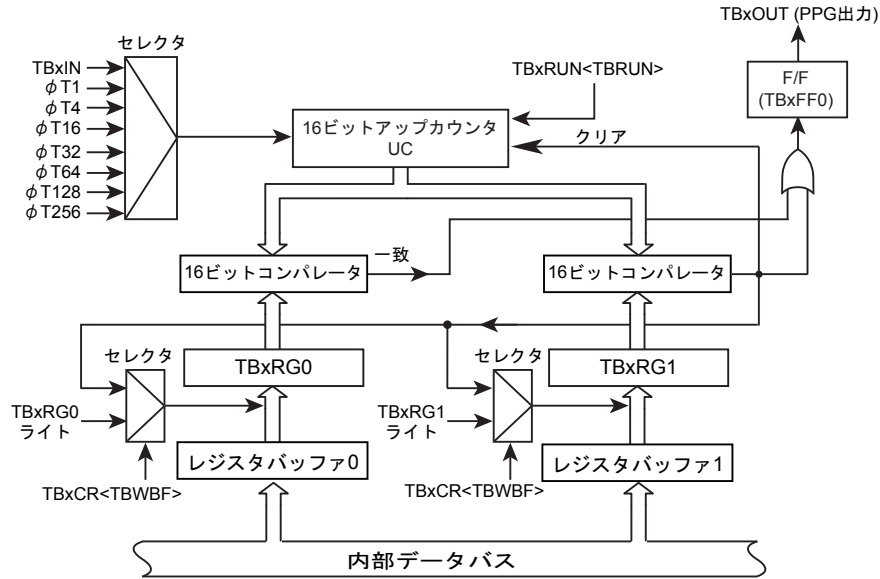 TBxOUT (PPG出力)
セレクタ
TBxIN
φT1
φT4
φT16
φT32
φT64
φT128
φT256
TBxRUN<TBRUN>
F/F
(TBxFF0)
16ビットアップカウンタ
UC
クリア
16ビットコンパレータ
一致
16ビットコンパレータ
セレクタ
TBxRG0
セレクタ
TBxRG1
TBxRG0
ライト
TBxRG1
ライト
レジスタバッファ0
レジスタバッファ1
TBxCR<TBWBF>
TBxCR<TBWBF>
内部データバス